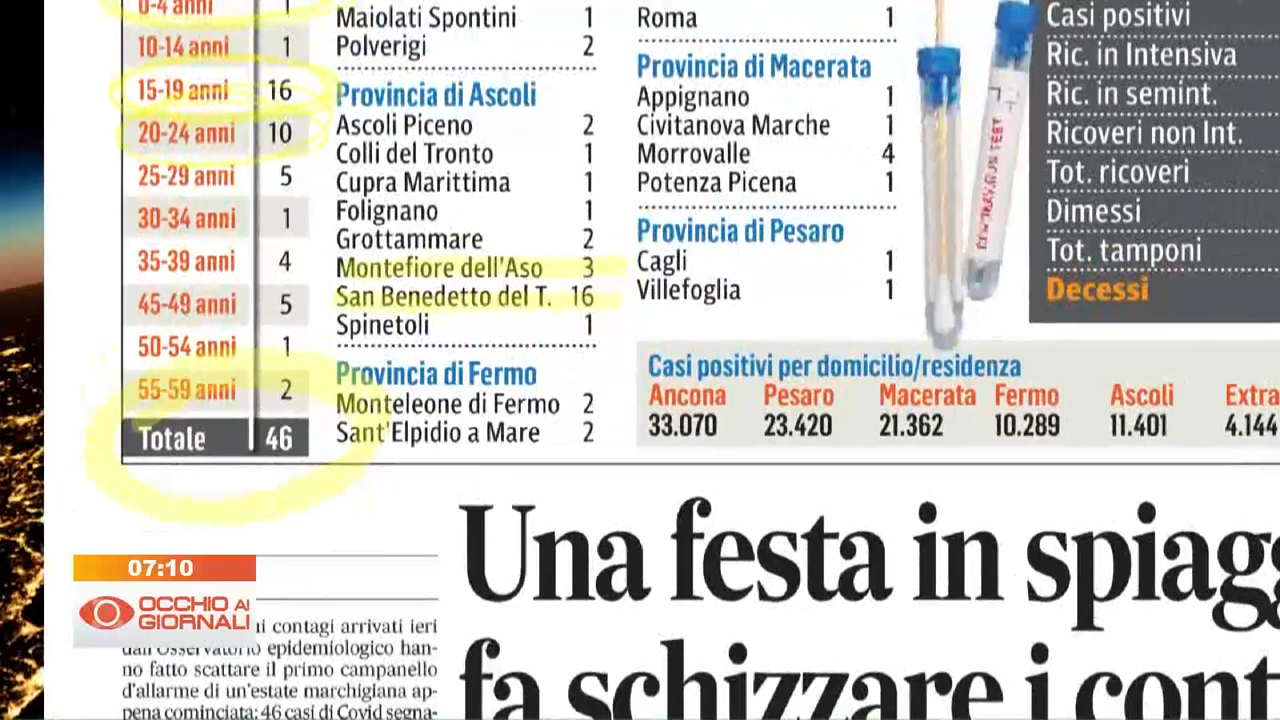 0-4 anni 1
10-14 anni 1
15-19 anni 16
20-24 anni 10
25-29 anni 5
30-34 anni 1
35-39 anni 4
45-49 anni 5
50-54 anni 1
55-59 anni 2
Totale 46
Maiolati Spontini 1
Polverigi 2
Provincia di Ascoli
Ascoli Piceno 2
Colli del Tronto 1
Cupra Marittima 1
Folignano 1
Grottammare 2
Montefiore dell'Aso 3
San Benedetto del T. 16
Spinetoli 1
Provincia di Fermo
Monteleone di Fermo 2
Sant'Elpidio a Mare 2
Roma 1
Provincia di Macerata
Appignano 1
Civitanova Marche 1
Morrovalle 4
Potenza Picena 1
Provincia di Pesaro
Cagli 1
Villefoglia 1
Casi positivi
Ric. in Intensiva
Ric. in semint.
Ricoveri non Int.
Tot. ricoveri
Dimessi
Tot. tamponi
Decessi
Casi positivi per domicilio/residenza
Ancona Pesaro Macerata Fermo Ascoli Extra
33.070 23.420 21.362 10.289 11.401 4.144
Una festa in spiagg
fa schizzare i cont
07:10
OCCHIO AI
GIORNALI
ui contagi arrivati ieri
dall'Osservatorio epidemiologico han-
no fatto scattare il primo campanello
d'allarme di un'estate marchigiana ap-
pena cominciata: 46 casi di Covid segna-